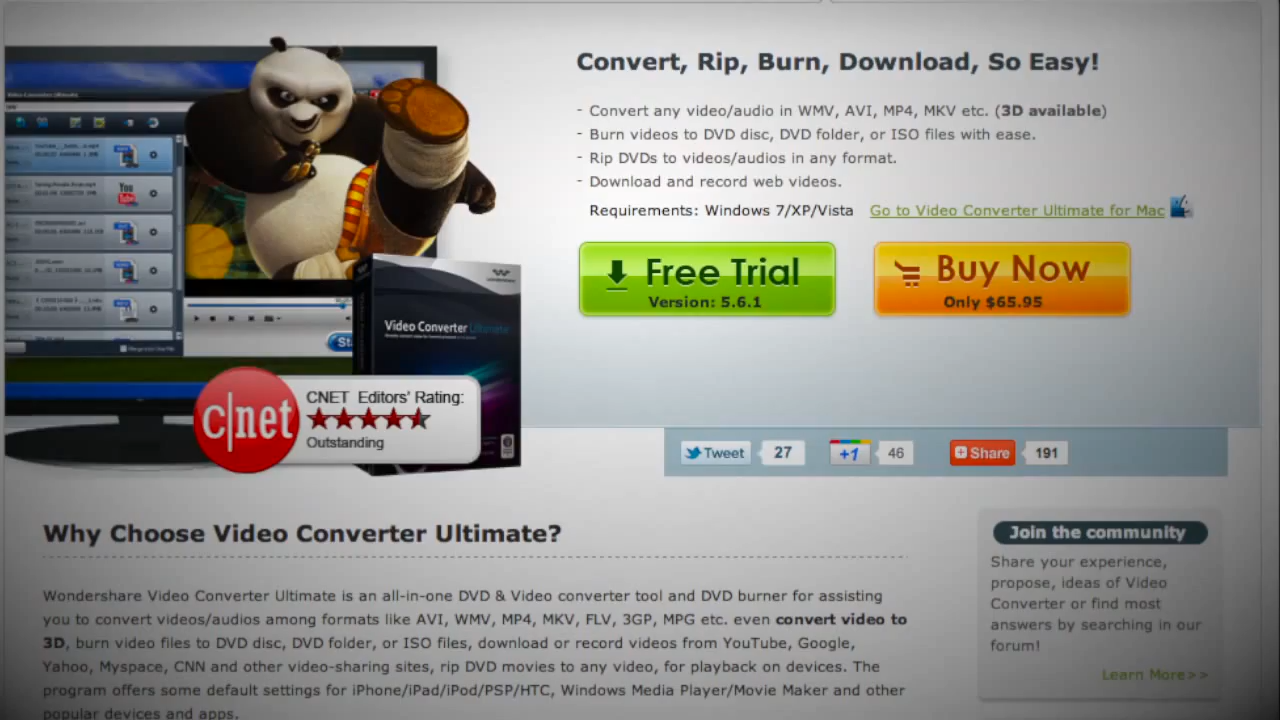 Convert, Rip, Burn, Download, So Easy!
- Convert any video/audio in WMV, AVI, MP4, MKV etc. (3D available)
- Burn videos to DVD disc, DVD folder, or ISO files with ease.
- Rip DVDs to videos/audios in any format.
- Download and record web videos.
Requirements: Windows 7/XP/Vista Go to Video Converter Ultimate for Mac
Free Trial
Version: 5.6.1
Buy Now
Only $65.95
You
Tube
Video Converter Ultimate
c|net
CNET Editors' Rating:
Outstanding
Tweet 27 +1 46 Share 191
Why Choose Video Converter Ultimate?
Wondershare Video Converter Ultimate is an all-in-one DVD & Video converter tool and DVD burner for assisting
you to convert videos/audios among formats like AVI, WMV, MP4, MKV, FLV, 3GP, MPG etc. even convert video to
3D, burn video files to DVD disc, DVD folder, or ISO files, download or record videos from YouTube, Google,
Yahoo, Myspace, CNN and other video-sharing sites, rip DVD movies to any video, for playback on devices. The
program offers some default settings for iPhone/iPad/iPod/PSP/HTC, Windows Media Player/Movie Maker and other
popular devices and apps.
Join the community
Share your experience,
propose, ideas of Video
Converter or find most
answers by searching in our
forum!
Learn More>>